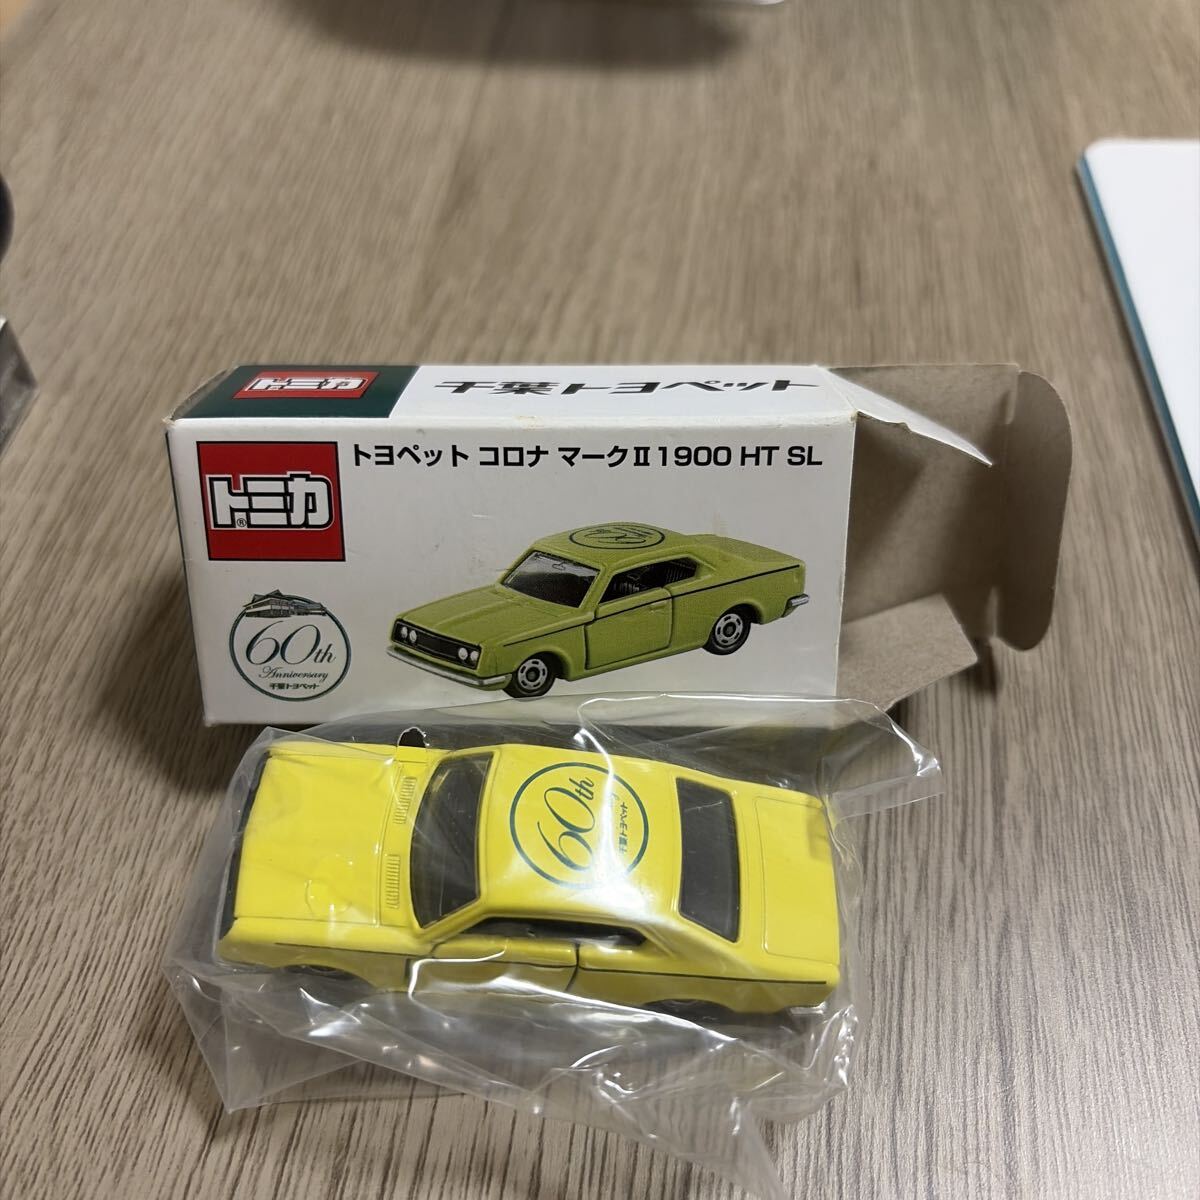 トミカ
千葉トヨペット
トヨペット コロナ マークⅡ 1900 HT SL
トミカ®
60th
Anniversary
千葉トヨペット
60th
千葉トヨペット